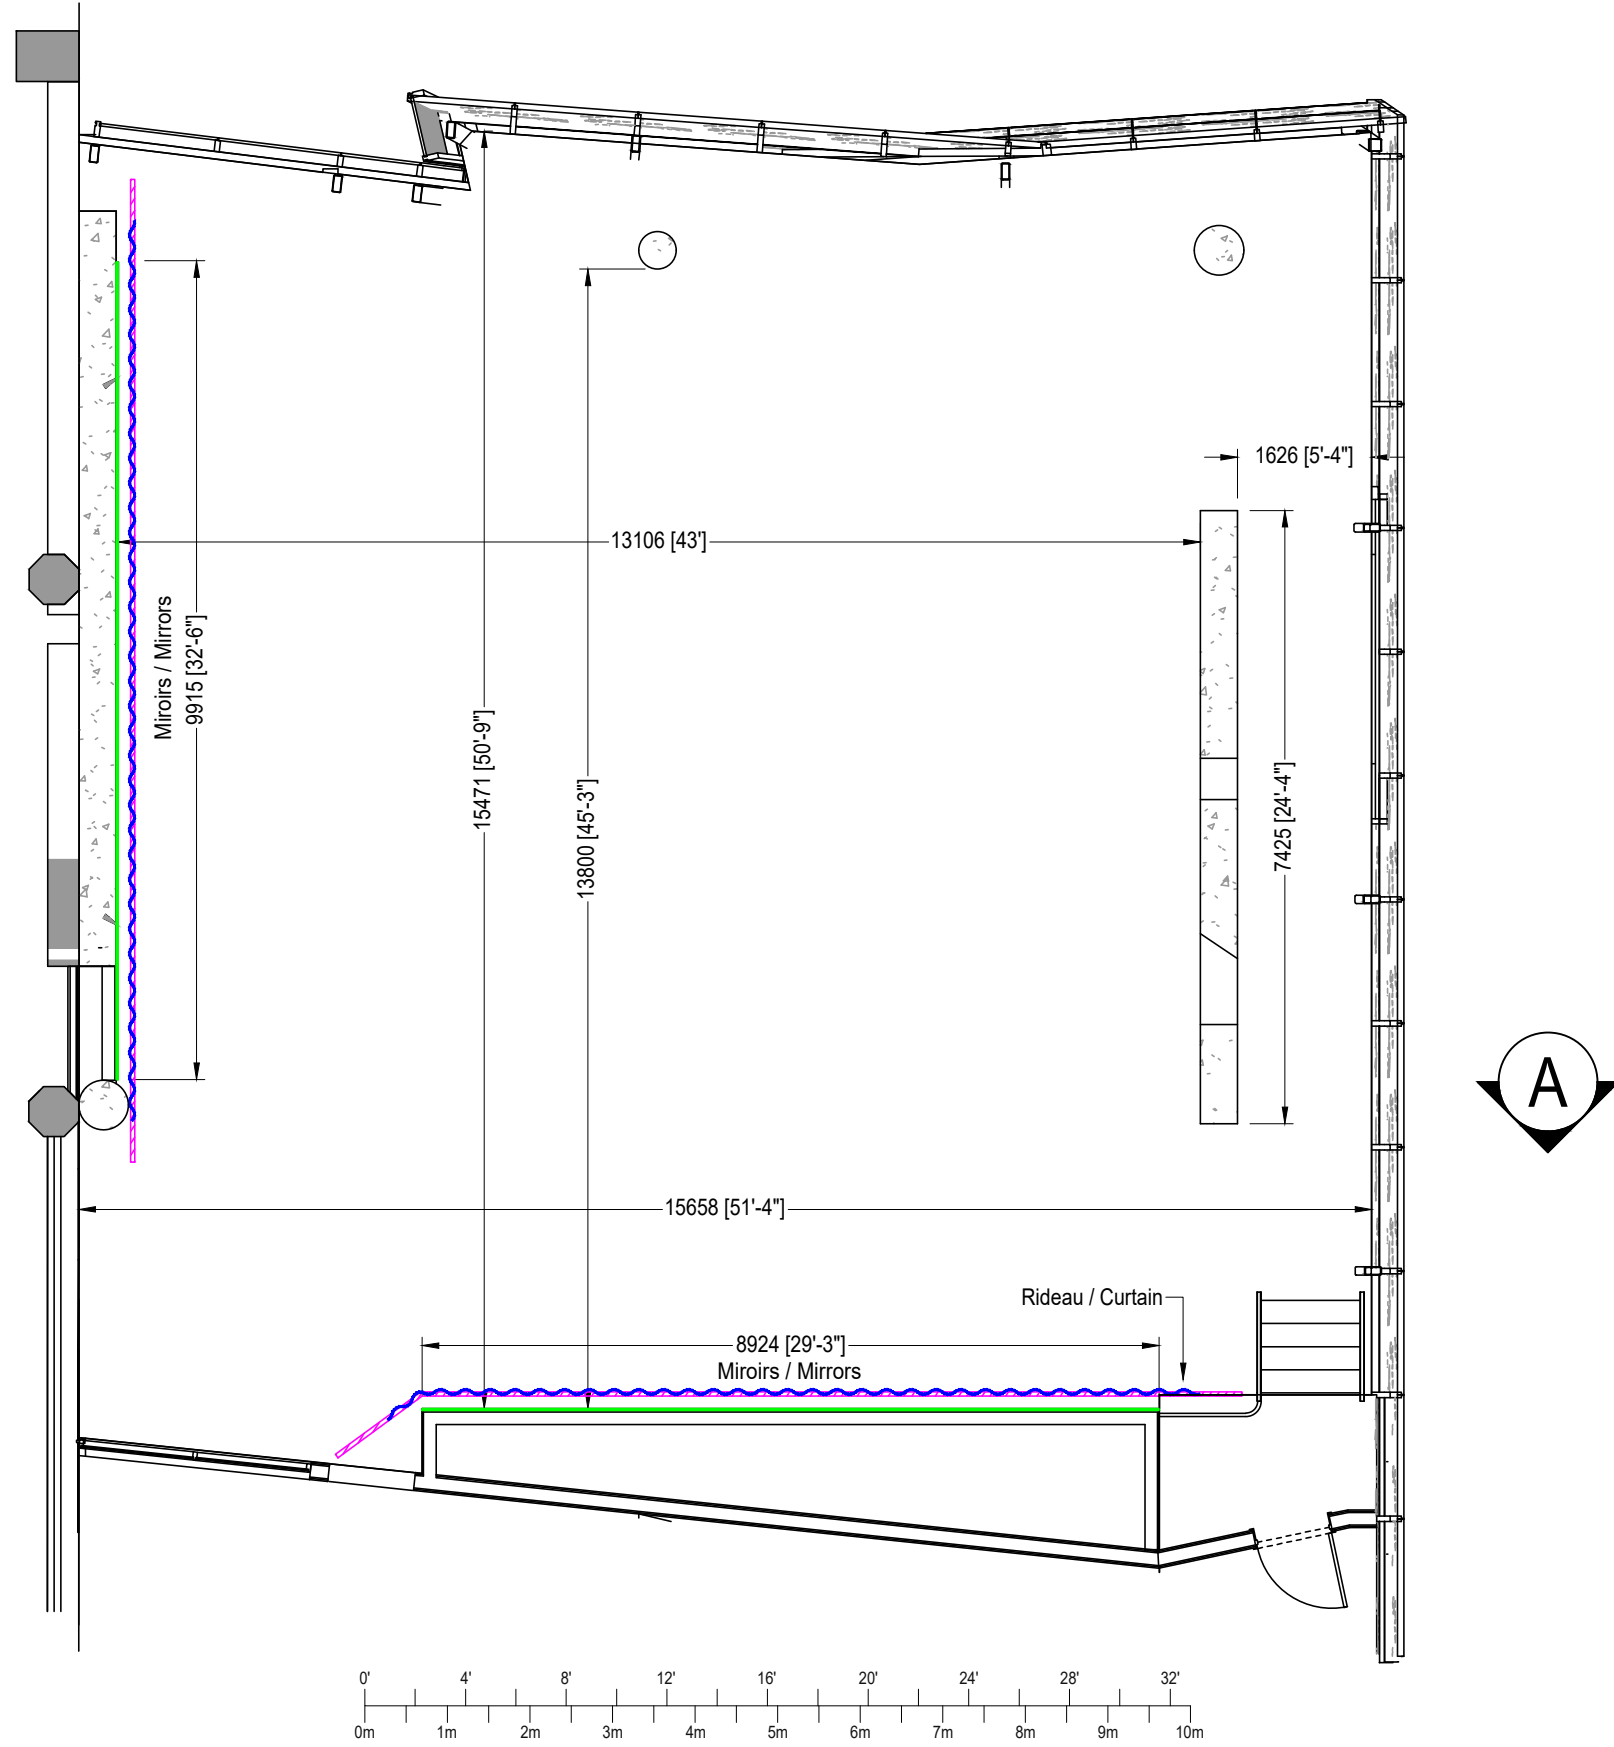 1626 [5'-4"]
13106 [43']
Miroirs / Mirrors
9915 [32'-6"]
15471 [50'-9"]
13800 [45'-3"]
7425 [24'-4"]
A
15658 [51'-4"]
Rideau / Curtain
8924 [29'-3"]
Miroirs / Mirrors
0' 4' 8' 12' 16' 20' 24' 28' 32'
0m 1m 2m 3m 4m 5m 6m 7m 8m 9m 10m